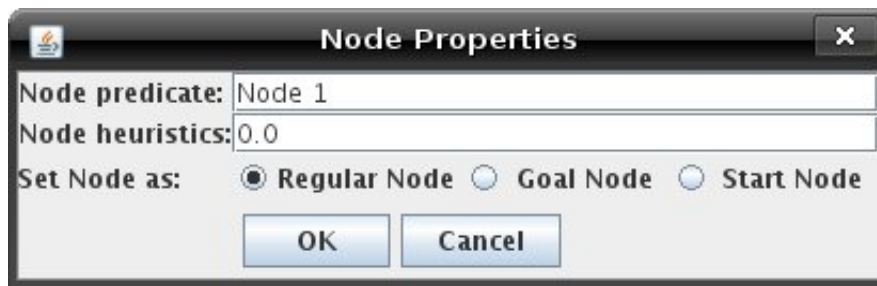 Node Properties
Node predicate: Node 1
Node heuristics: 0.0
Set Node as: Regular Node Goal Node Start Node
OK Cancel